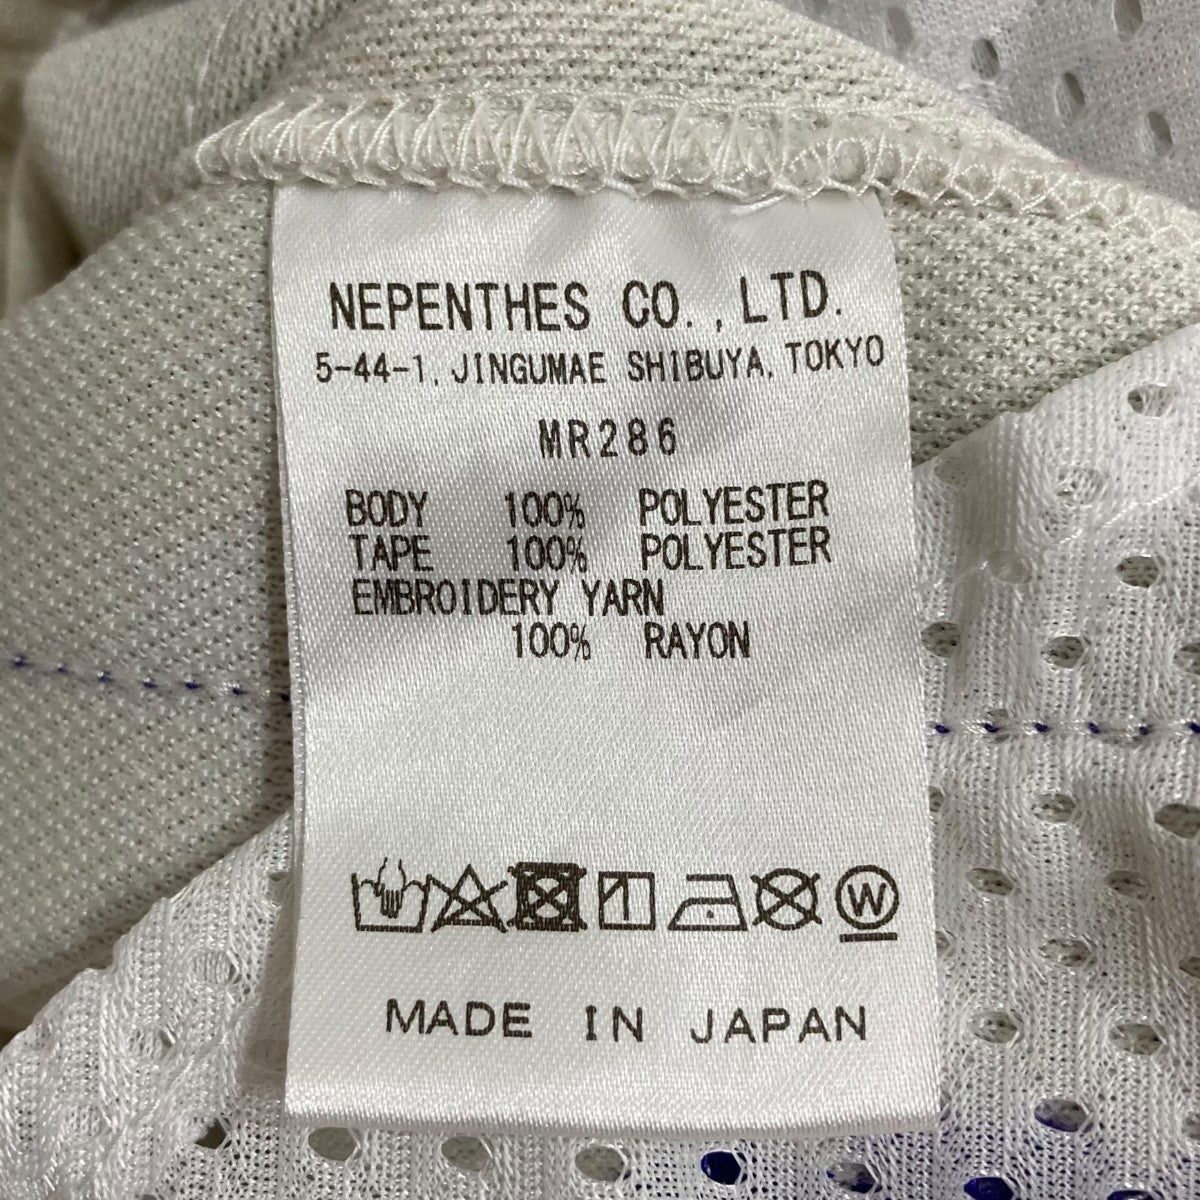 NEPENTHES CO.,LTD.
5-44-1, JINGUMAE SHIBUYA, TOKYO
MR286
BODY 100% POLYESTER
TAPE 100% POLYESTER
EMBROIDERY YARN
100% RAYON
W
MADE IN JAPAN